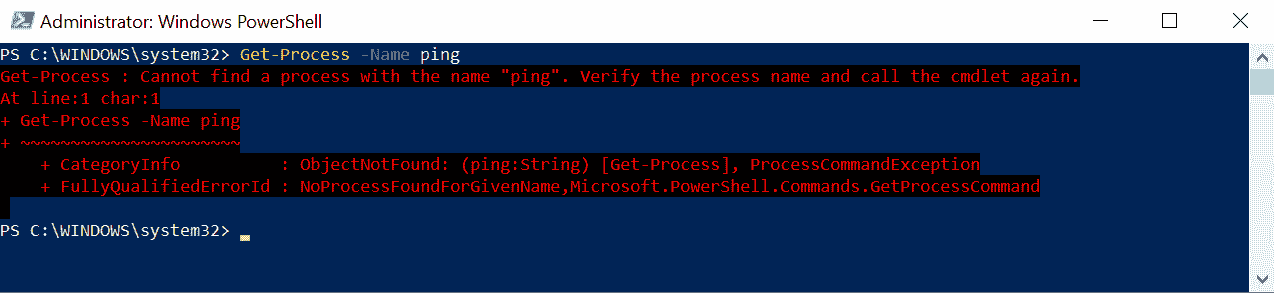 Administrator: Windows PowerShell
PS C:\WINDOWS\system32> Get-Process -Name ping
Get-Process : Cannot find a process with the name "ping". Verify the process name and call the cmdlet again.
At line:1 char:1
+ Get-Process -Name ping
+ ~~~~~~~~~~~~~~~~~~~~~~
    + CategoryInfo          : ObjectNotFound: (ping:String) [Get-Process], ProcessCommandException
    + FullyQualifiedErrorId : NoProcessFoundForGivenName,Microsoft.PowerShell.Commands.GetProcessCommand
PS C:\WINDOWS\system32> _